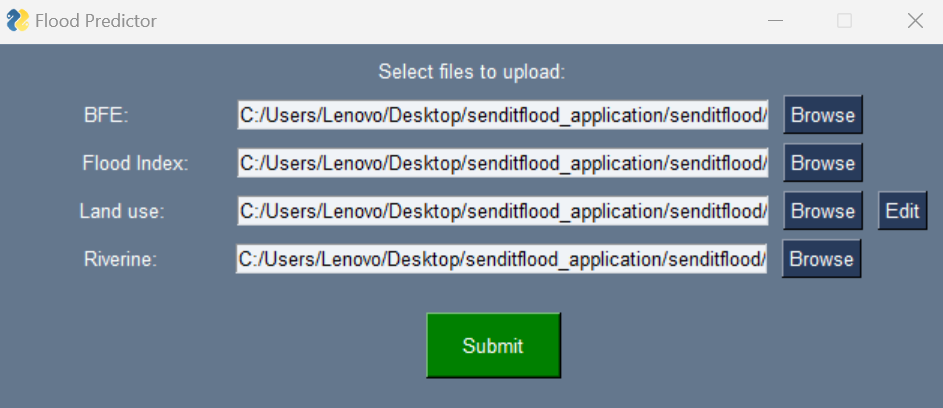 Flood Predictor
Select files to upload:
BFE: C:/Users/Lenovo/Desktop/senditflood_application/senditflood/ Browse
Flood Index: C:/Users/Lenovo/Desktop/senditflood_application/senditflood/ Browse
Land use: C:/Users/Lenovo/Desktop/senditflood_application/senditflood/ Browse Edit
Riverine: C:/Users/Lenovo/Desktop/senditflood_application/senditflood/ Browse
Submit